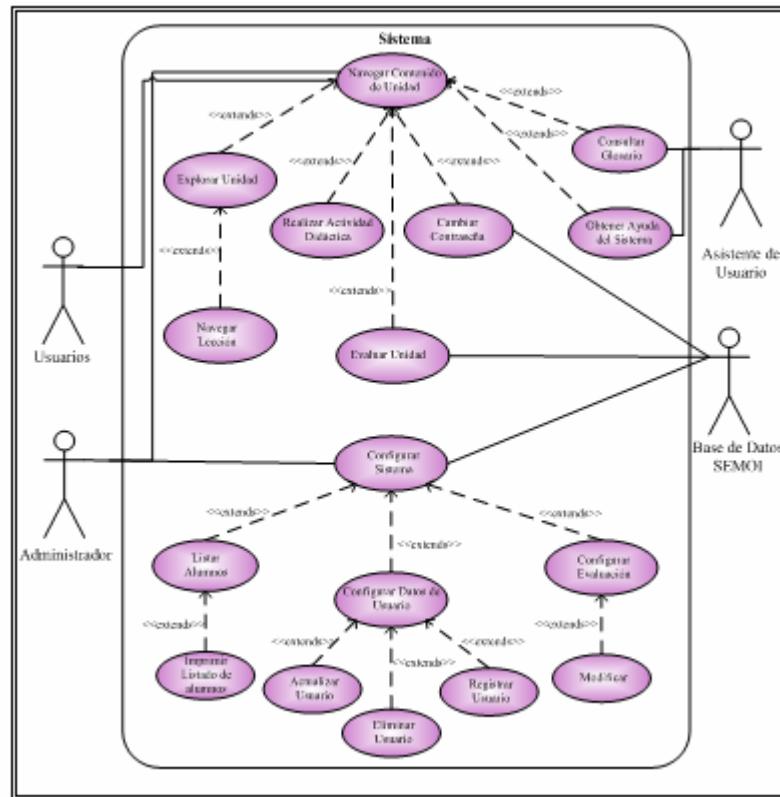 Sistema
Navegar Contenido
de Unidad
<<extends>>
<<extends>>
Consultar
Glosario
<<extends>>
Explorar Unidad
<<extends>>
<<extends>>
Realizar Actividad
Didáctica
Cambiar
Contraseña
Obtener Ayuda
del Sistema
Asistente de
Usuario
<<extends>>
<<extends>>
Navegar
Lección
Evaluar Unidad
Usuarios
Base de Datos
SEMOI
Configurar
Sistema
<<extends>>
<<extends>>
<<extends>>
Administrador
Listar
Alumnos
Configurar Datos de
Usuario
Configurar
Evaluación
<<extends>>
<<extends>>
<<extends>>
<<extends>>
<<extends>>
Imprimir
Listado de
alumnos
Actualizar
Usuario
Eliminar
Usuario
Registrar
Usuario
Modificar